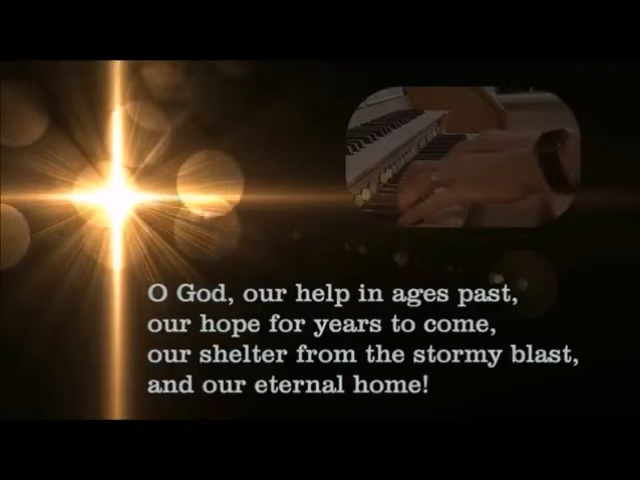 O God, our help in ages past,
our hope for years to come,
our shelter from the stormy blast,
and our eternal home!